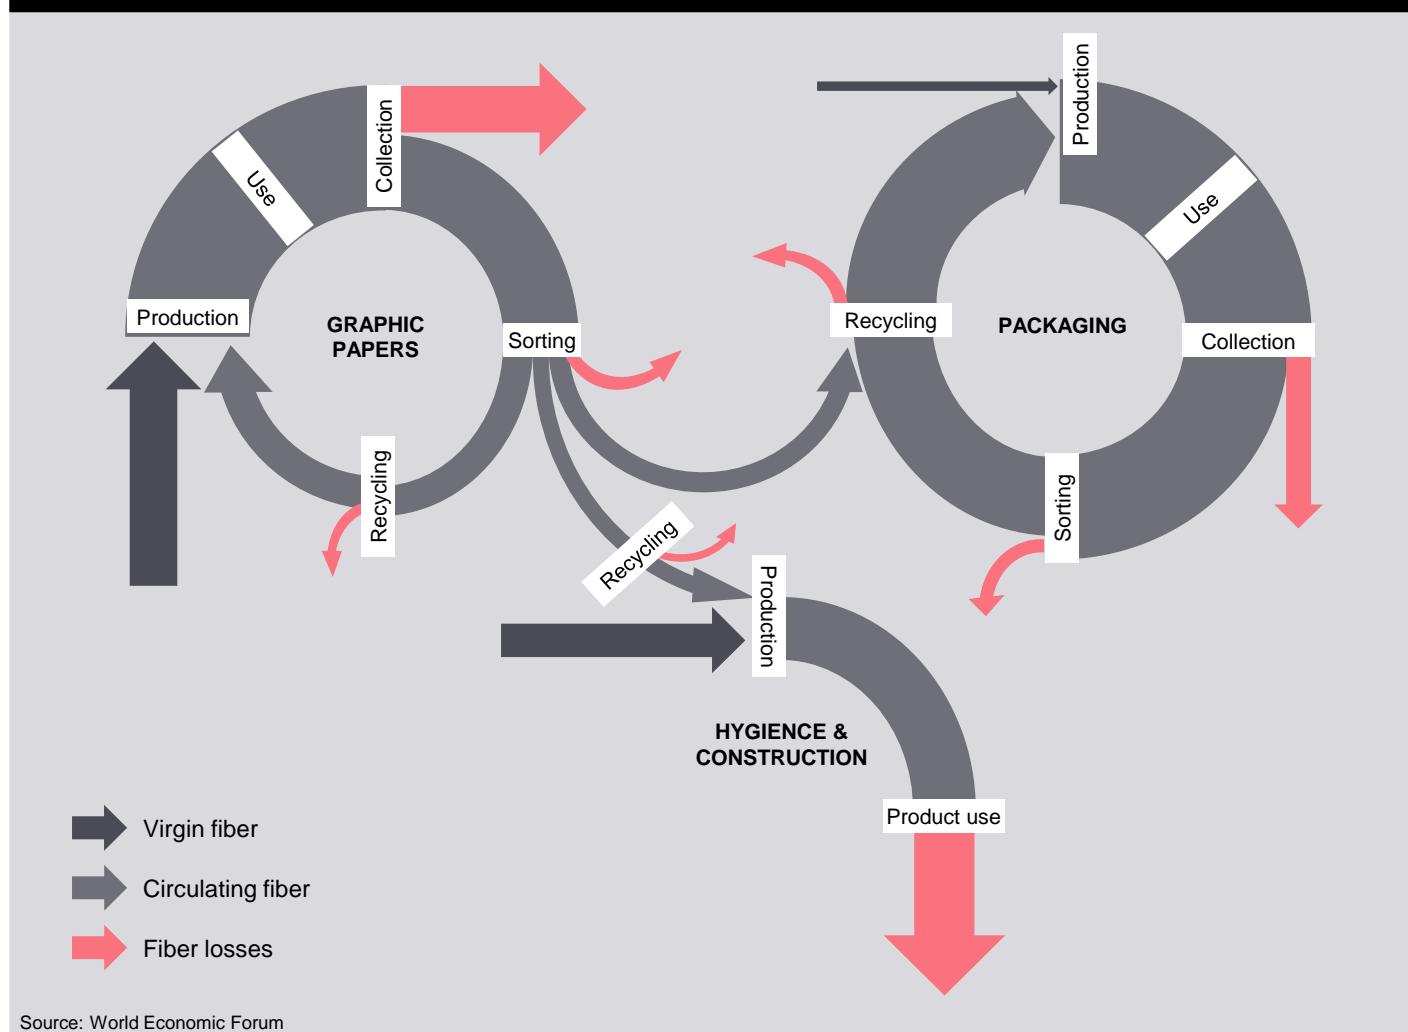 Production
Use
Collection
GRAPHIC
PAPERS
Sorting
Recycling
Production
Use
Recycling
PACKAGING
Collection
Sorting
Recycling
Production
HYGIENCE &
CONSTRUCTION
Product use
Virgin fiber
Circulating fiber
Fiber losses
Source: World Economic Forum